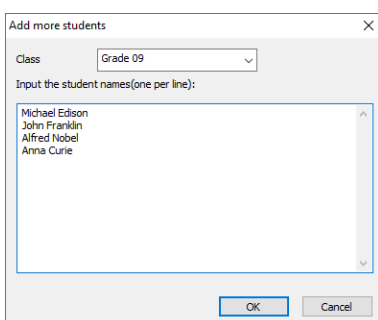 Add more students
Class
Grade 09
Input the student names(one per line):
Michael Edison
John Franklin
Alfred Nobel
Anna Curie
OK
Cancel